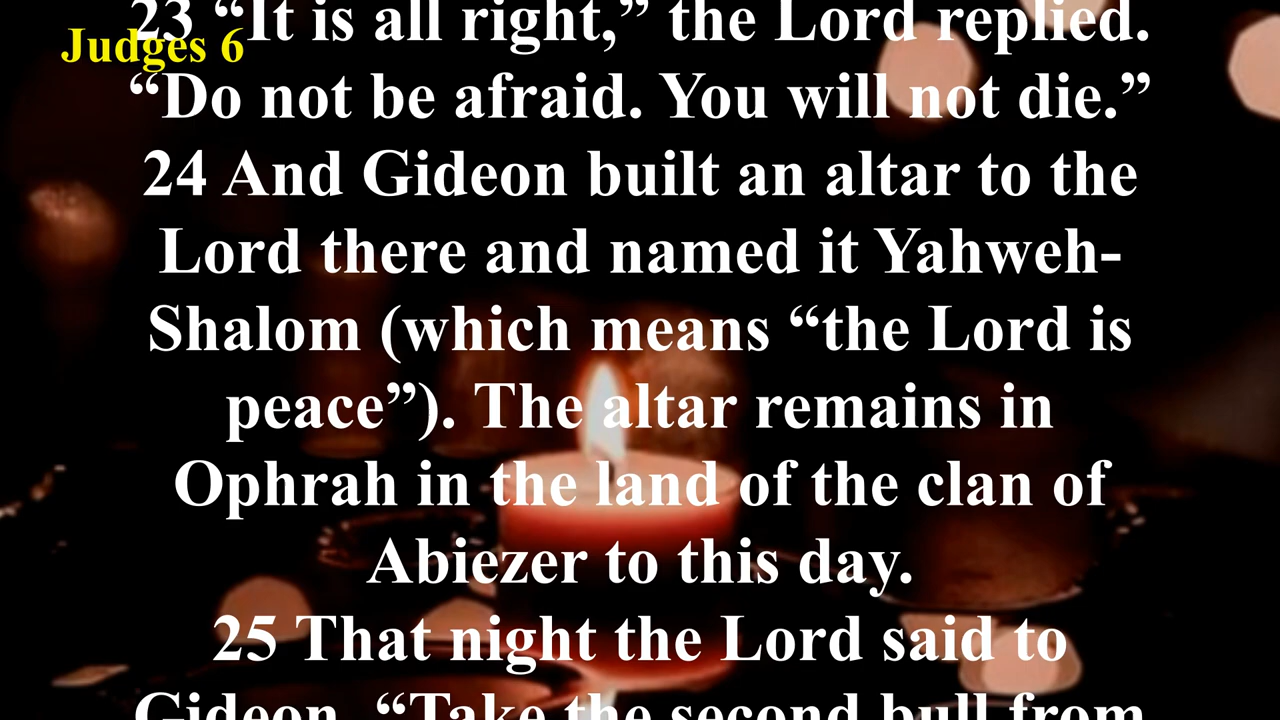 Judges 6
23 “It is all right,” the Lord replied.
“Do not be afraid. You will not die.”
24 And Gideon built an altar to the
Lord there and named it Yahweh-
Shalom (which means “the Lord is
peace”). The altar remains in
Ophrah in the land of the clan of
Abiezer to this day.
25 That night the Lord said to
Gideon, “Take the second bull from